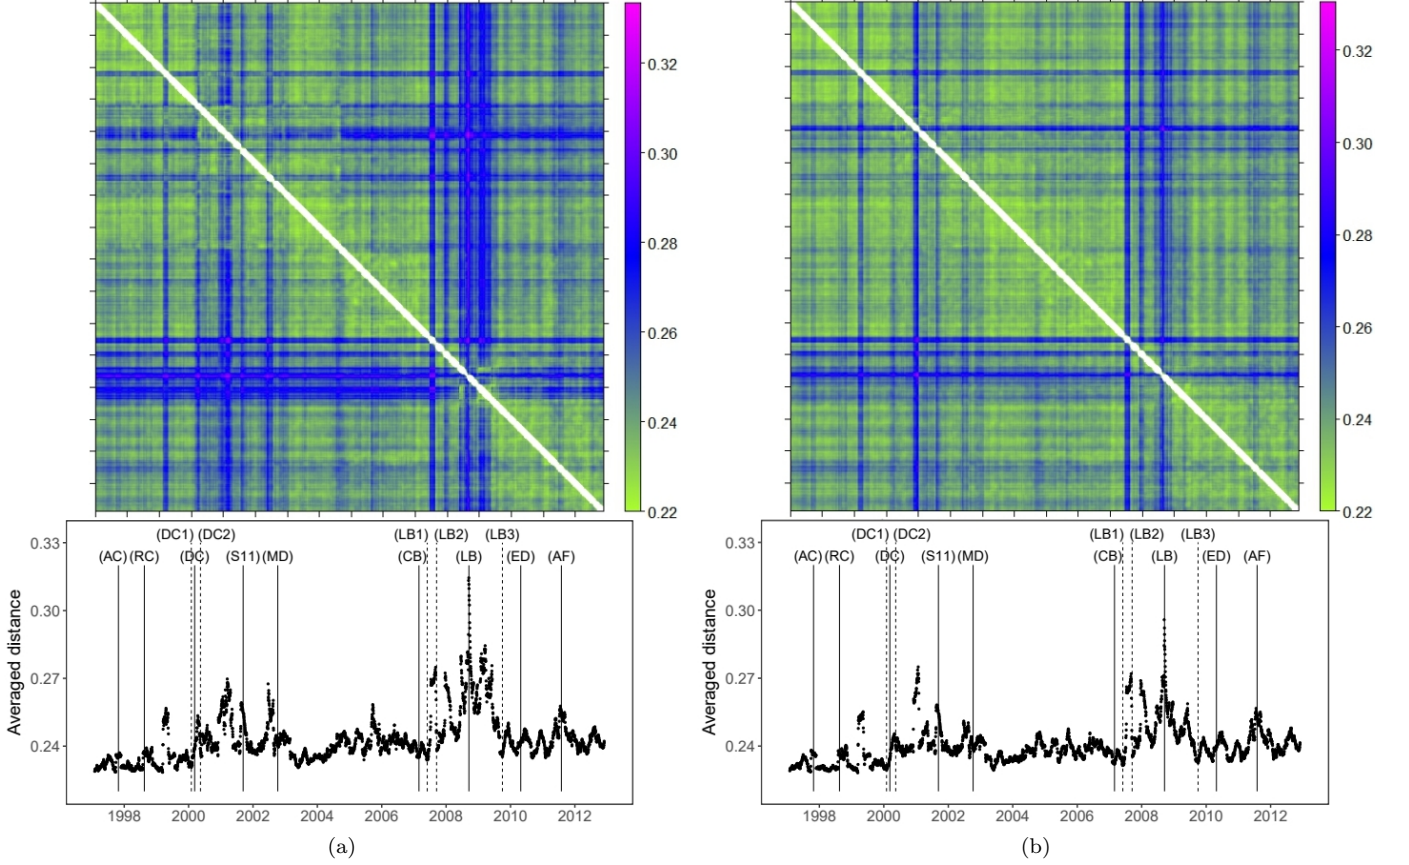 0.32
0.30
0.28
0.26
0.24
0.22
(DC1) (DC2) (LB1) (LB2) (LB3)
(AC) (RC) (DC) (S11) (MD) (CB) (LB) (ED) (AF)
0.33
0.30
0.27
0.24
Averaged distance
1998 2000 2002 2004 2006 2008 2010 2012
(a)
0.32
0.30
0.28
0.26
0.24
0.22
(DC1) (DC2) (LB1) (LB2) (LB3)
(AC) (RC) (DC) (S11) (MD) (CB) (LB) (ED) (AF)
0.33
0.30
0.27
0.24
Averaged distance
1998 2000 2002 2004 2006 2008 2010 2012
(b)